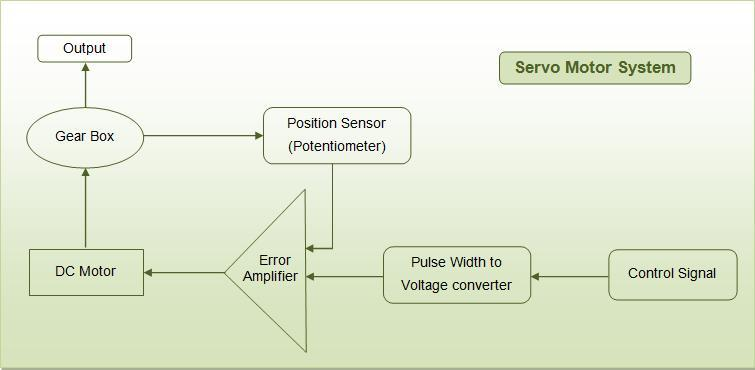 Output
Servo Motor System
Gear Box
Position Sensor
(Potentiometer)
DC Motor
Error
Amplifier
Pulse Width to
Voltage converter
Control Signal